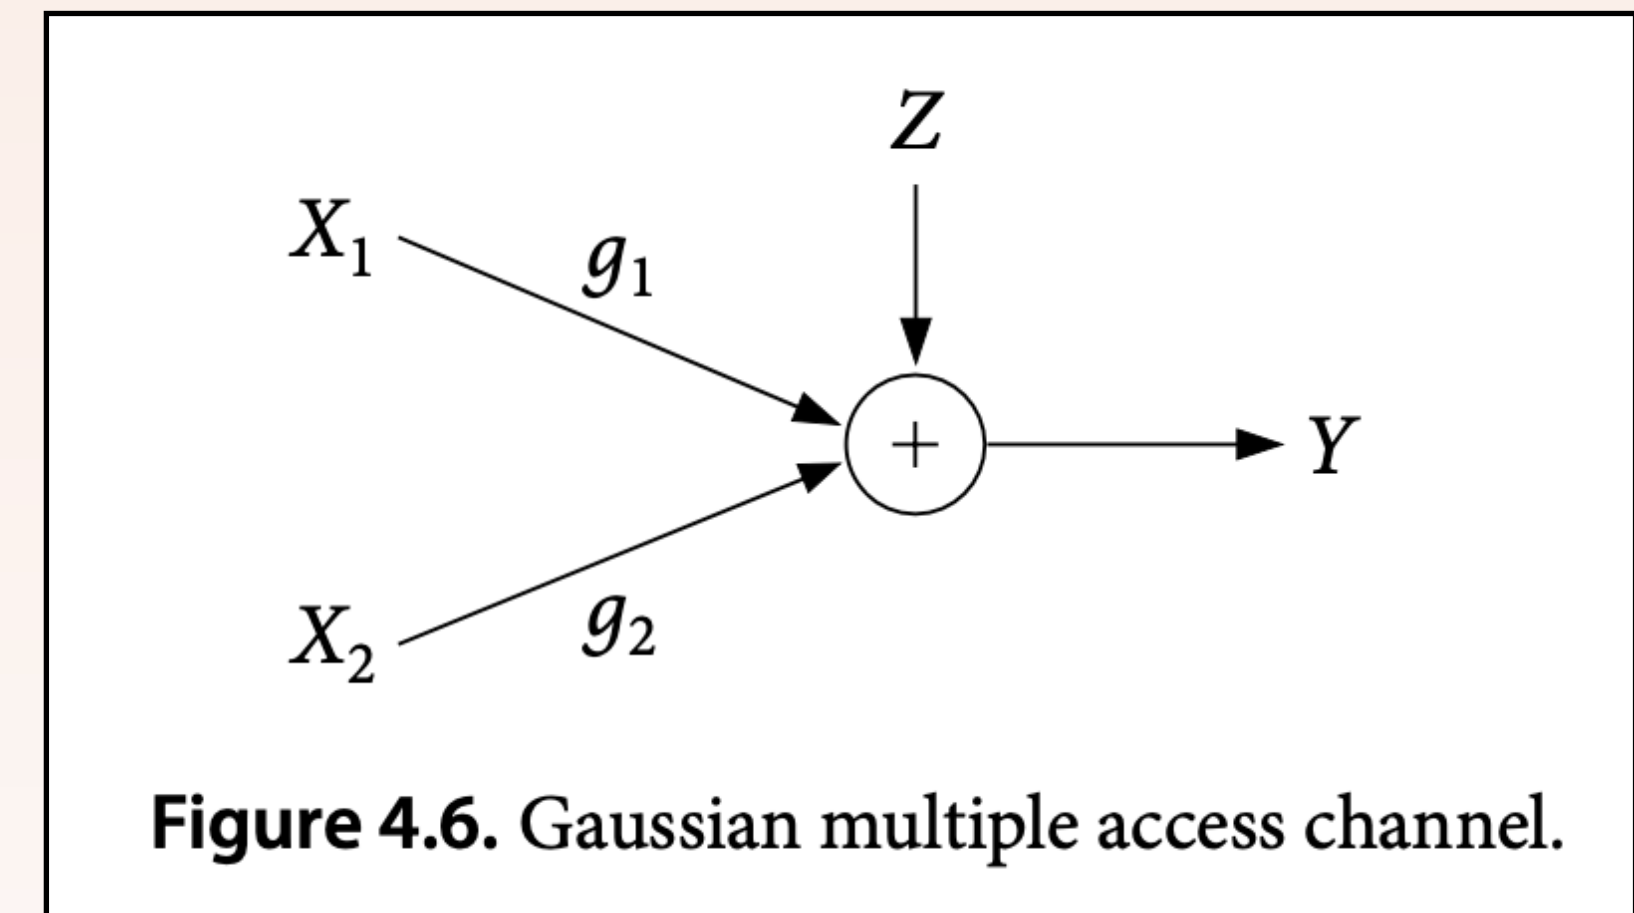 Z
X₁
g₁
+
Y
X₂
g₂
Figure 4.6. Gaussian multiple access channel.